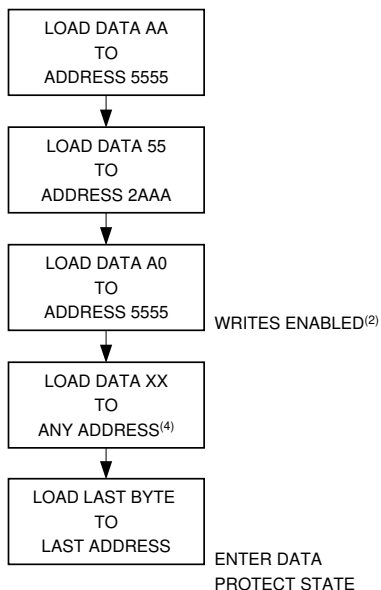 LOAD DATA AA
TO
ADDRESS 5555
LOAD DATA 55
TO
ADDRESS 2AAA
LOAD DATA A0
TO
ADDRESS 5555
WRITES ENABLED(2)
LOAD DATA XX
TO
ANY ADDRESS(4)
LOAD LAST BYTE
TO
LAST ADDRESS
ENTER DATA
PROTECT STATE